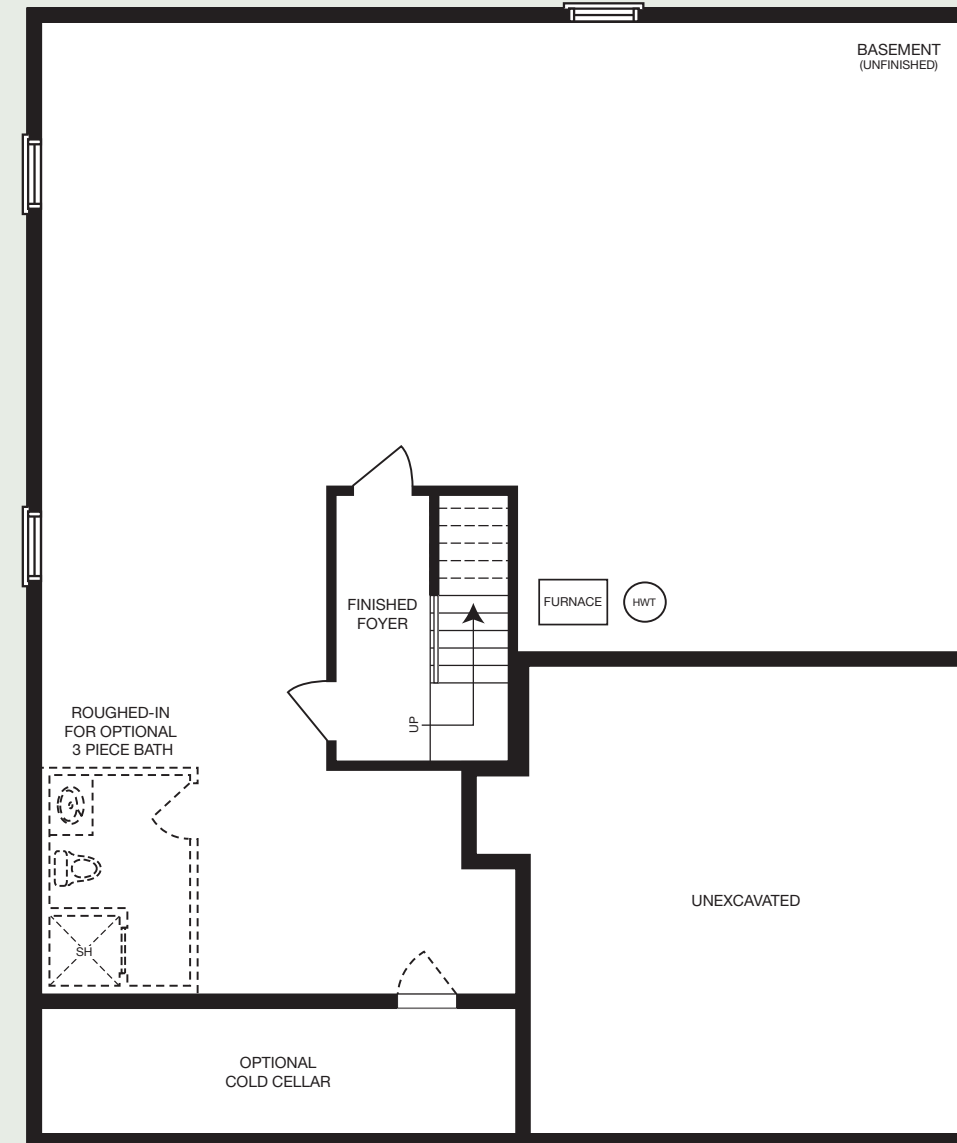 BASEMENT
(UNFINISHED)
FINISHED
FOYER
FURNACE
HWT
UP
ROUGHED-IN
FOR OPTIONAL
3 PIECE BATH
SH
UNEXCAVATED
OPTIONAL
COLD CELLAR